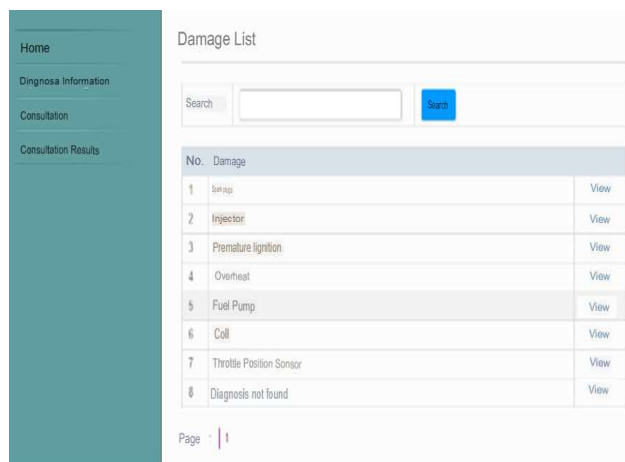 Home
Dingnosa Information
Consultation
Consultation Results
Damage List
Search
Search
No. Damage
1 Spark plugs View
2 Injector View
3 Premature lignition View
4 Overheat View
5 Fuel Pump View
6 Coll View
7 Throttle Position Sonsor View
8 Diagnosis not found View
Page 1